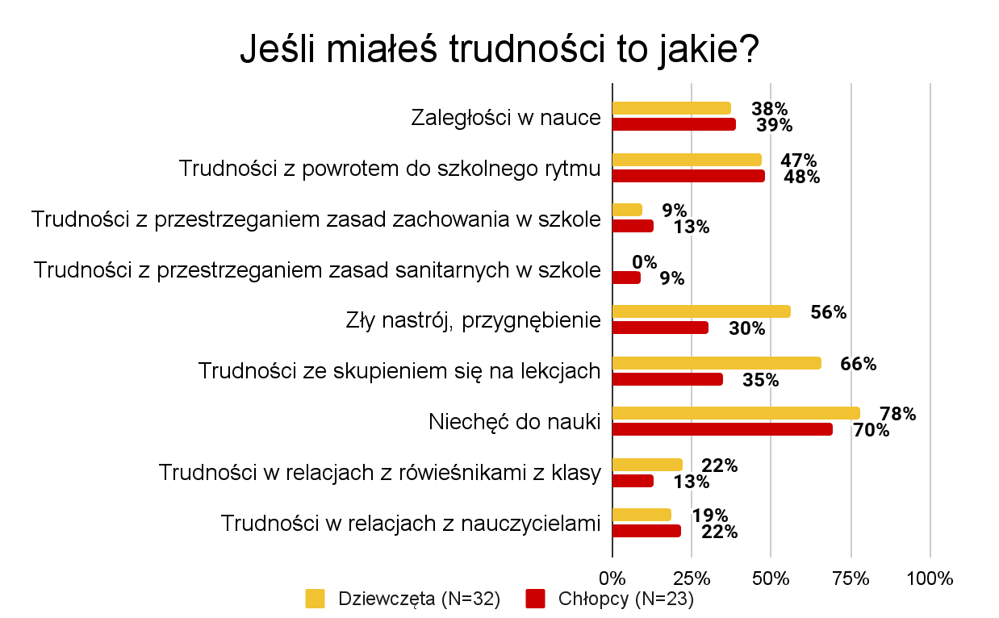 Jeśli miałeś trudności to jakie?
Zaległości w nauce
38%
39%
Trudności z powrotem do szkolnego rytmu
47%
48%
Trudności z przestrzeganiem zasad zachowania w szkole
9%
13%
Trudności z przestrzeganiem zasad sanitarnych w szkole
0%
9%
Zły nastrój, przygnębienie
56%
30%
Trudności ze skupieniem się na lekcjach
66%
35%
Niechęć do nauki
78%
70%
Trudności w relacjach z rówieśnikami z klasy
22%
13%
Trudności w relacjach z nauczycielami
19%
22%
0% 25% 50% 75% 100%
Dziewczęta (N=32) Chłopcy (N=23)